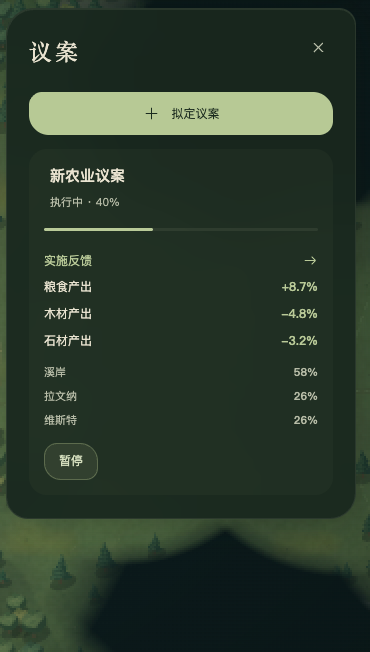 议案
拟定议案
新农业议案
执行中 · 40%
实施反馈 →
粮食产出 +8.7%
木材产出 −4.8%
石材产出 −3.2%
溪岸 58%
拉文纳 26%
维斯特 26%
暂停